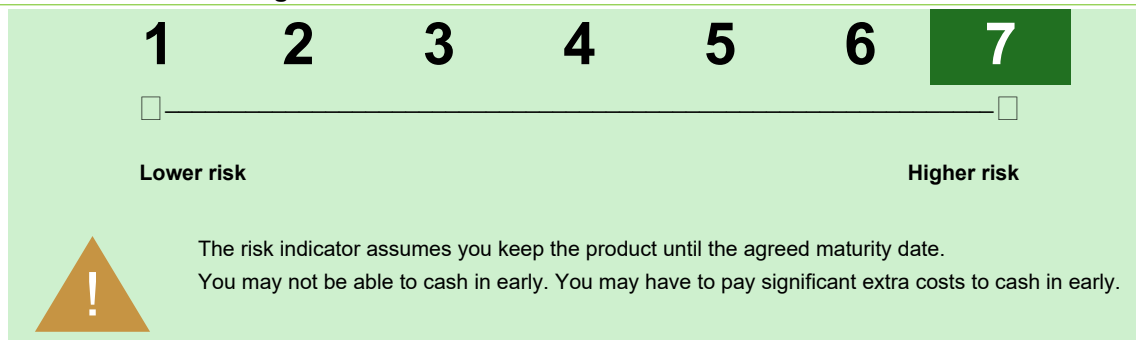 1 2 3 4 5 6 7
Lower risk Higher risk
!
The risk indicator assumes you keep the product until the agreed maturity date.
You may not be able to cash in early. You may have to pay significant extra costs to cash in early.